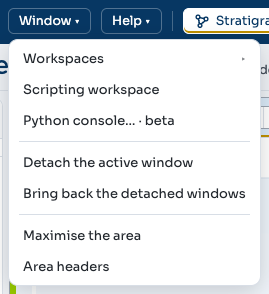 Window
Help
Stratigra
Workspaces
Scripting workspace
Python console... · beta
Detach the active window
Bring back the detached windows
Maximise the area
Area headers